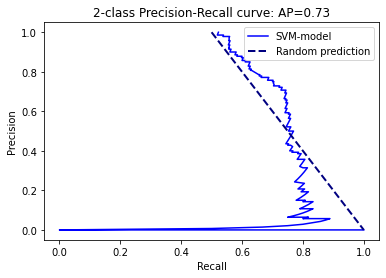 2-class Precision-Recall curve: AP=0.73
SVM-model
Random prediction
Precision
1.0
0.8
0.6
0.4
0.2
0.0
0.0 0.2 0.4 0.6 0.8 1.0
Recall